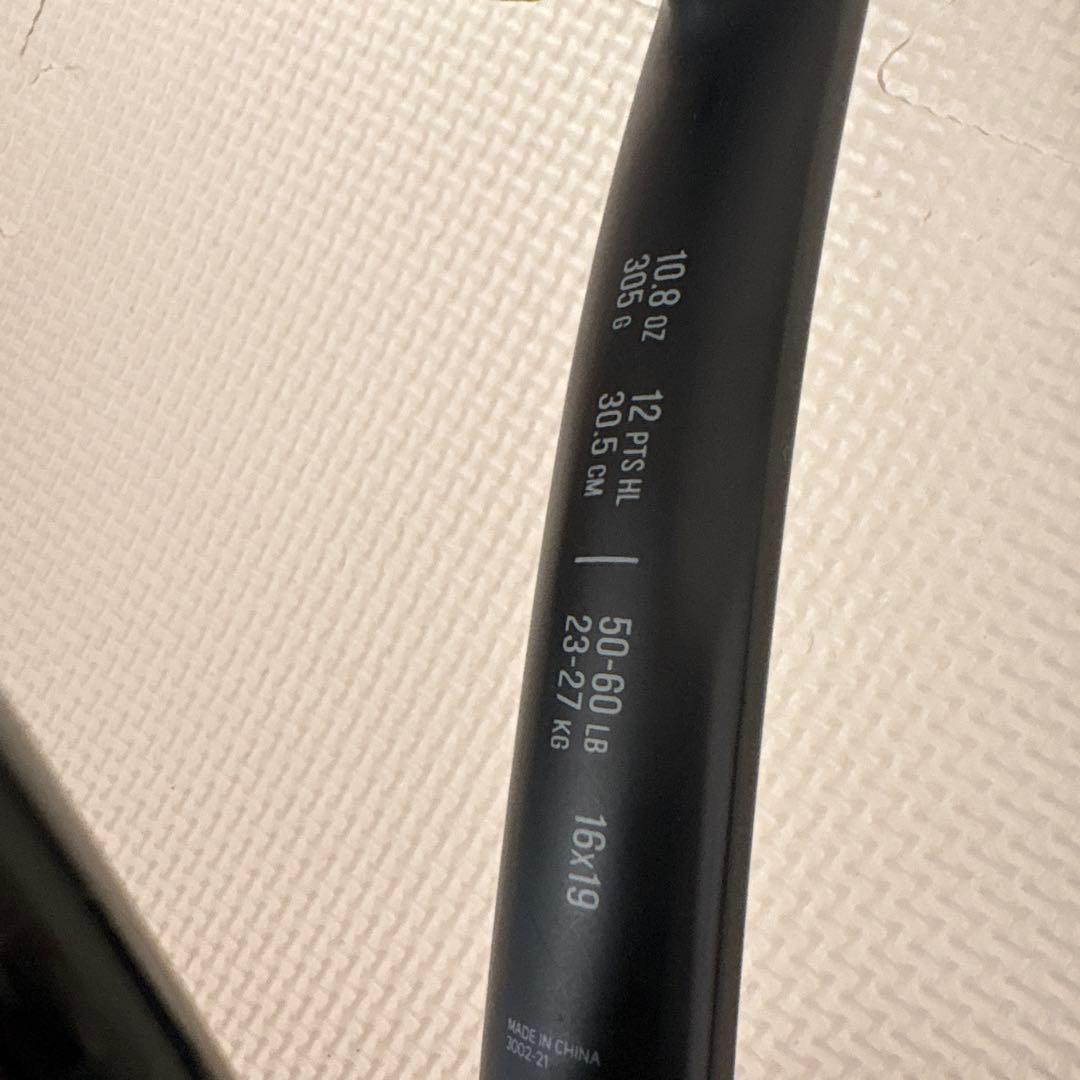 10.8 OZ
305 G
12 PTS HL
30.5 CM
50-60 LB
23-27 KG
16x19
MADE IN CHINA
3002-21